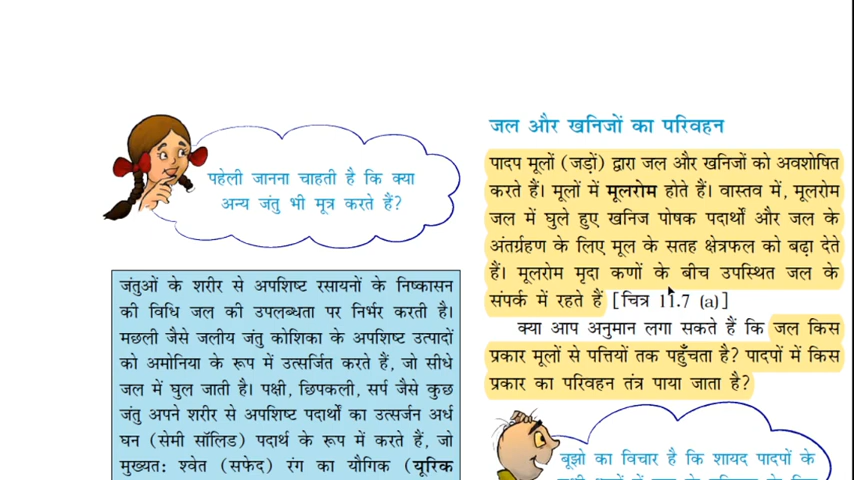 पहेली जानना चाहती है कि क्या
अन्य जंतु भी मूत्र करते हैं?
जंतुओं के शरीर से अपशिष्ट रसायनों के निष्कासन
की विधि जल की उपलब्धता पर निर्भर करती है।
मछली जैसे जलीय जंतु कोशिका के अपशिष्ट उत्पादों
को अमोनिया के रूप में उत्सर्जित करते हैं, जो सीधे
जल में घुल जाती है। पक्षी, छिपकली, सर्प जैसे कुछ
जंतु अपने शरीर से अपशिष्ट पदार्थों का उत्सर्जन अर्ध
घन (सेमी सॉलिड) पदार्थ के रूप में करते हैं, जो
मुख्यत: श्वेत (सफेद) रंग का यौगिक (यूरिक
जल और खनिजों का परिवहन
पादप मूलों (जड़ों) द्वारा जल और खनिजों को अवशोषित
करते हैं। मूलों में मूलरोम होते हैं। वास्तव में, मूलरोम
जल में घुले हुए खनिज पोषक पदार्थों और जल के
अंतर्ग्रहण के लिए मूल के सतह क्षेत्रफल को बढ़ा देते
हैं। मूलरोम मृदा कणों के बीच उपस्थित जल के
संपर्क में रहते हैं [चित्र 11.7 (a)]
क्या आप अनुमान लगा सकते हैं कि जल किस
प्रकार मूलों से पत्तियों तक पहुँचता है? पादपों में किस
प्रकार का परिवहन तंत्र पाया जाता है?
बूझो का विचार है कि शायद पादपों के